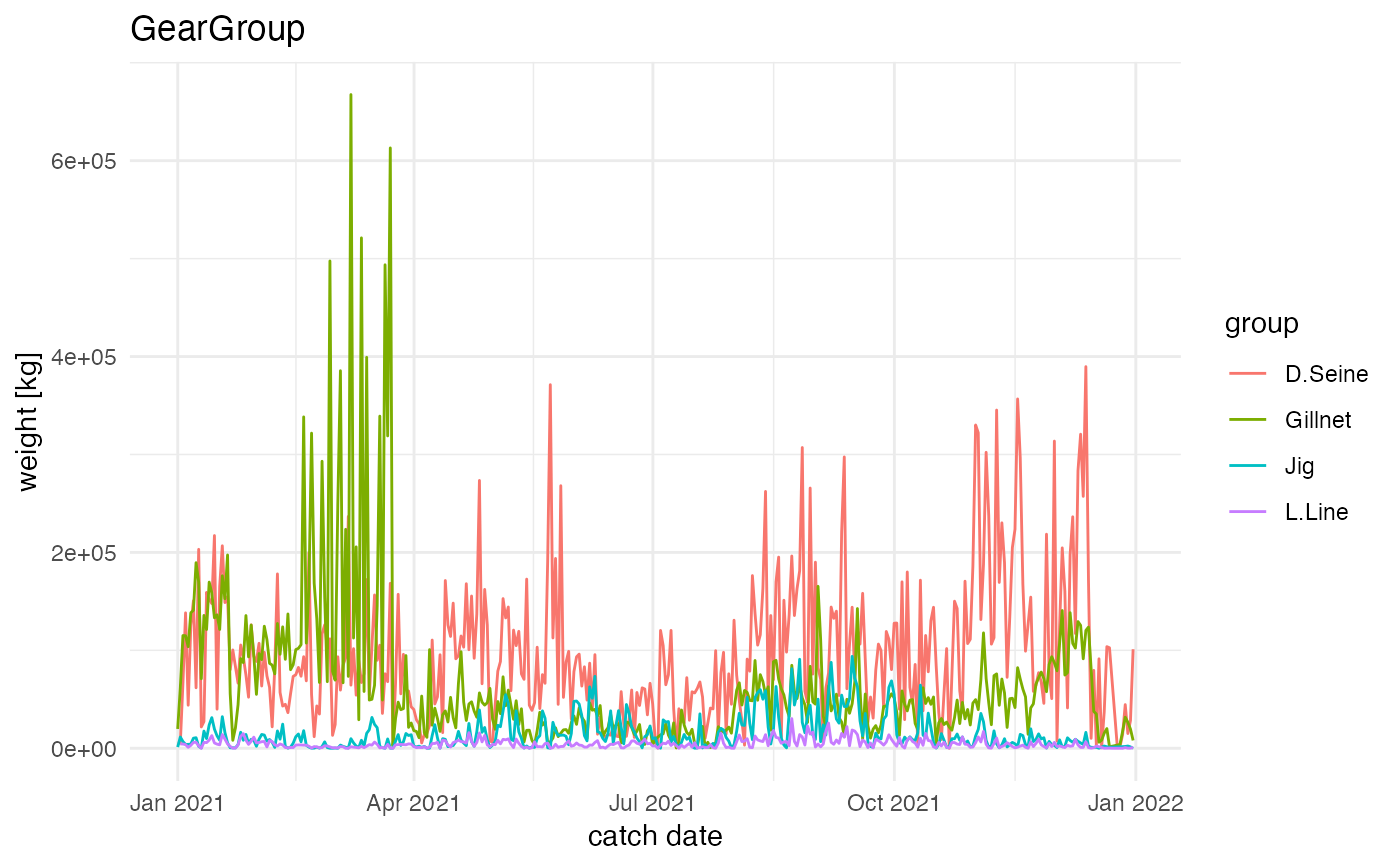 GearGroup
6e+05
4e+05
2e+05
0e+00
weight [kg]
Jan 2021 Apr 2021 Jul 2021 Oct 2021 Jan 2022
catch date
group
D.Seine
Gillnet
Jig
L.Line